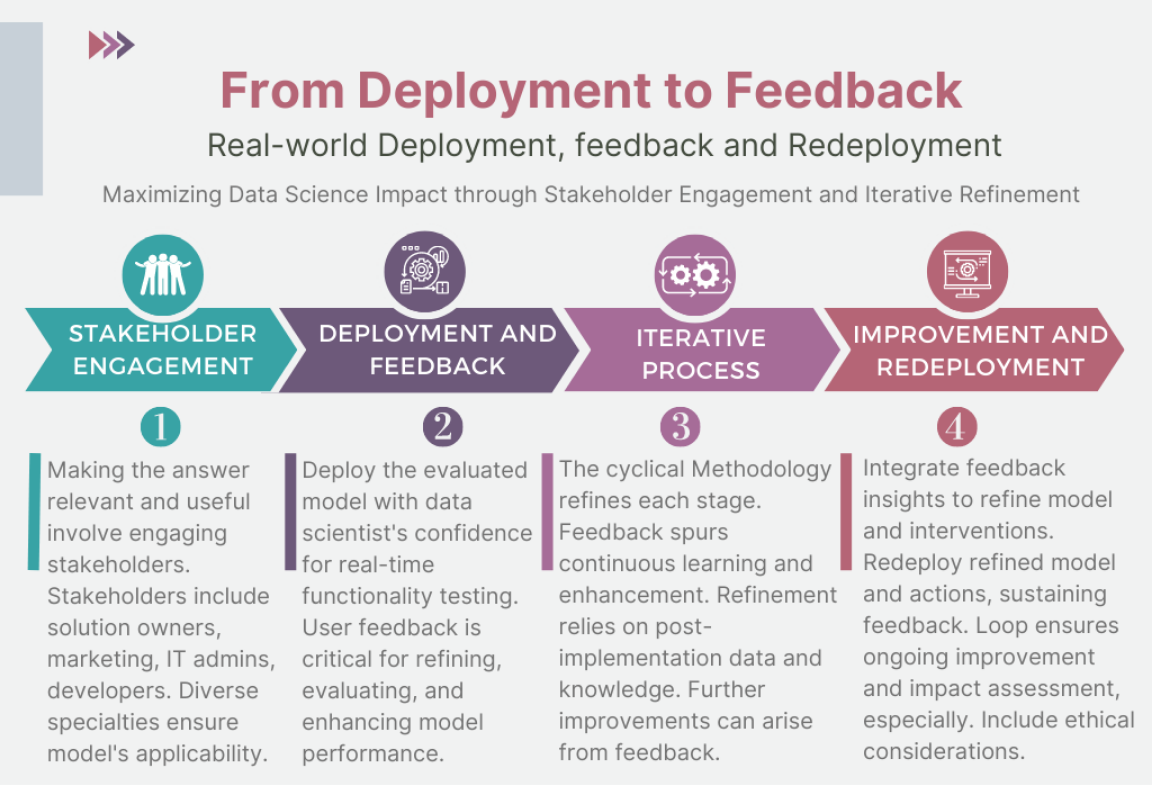 From Deployment to Feedback
Real-world Deployment, feedback and Redeployment
Maximizing Data Science Impact through Stakeholder Engagement and Iterative Refinement
STAKEHOLDER
ENGAGEMENT
1
Making the answer
relevant and useful
involve engaging
stakeholders.
Stakeholders include
solution owners,
marketing, IT admins,
developers. Diverse
specialties ensure
model's applicability.
DEPLOYMENT AND
FEEDBACK
2
Deploy the evaluated
model with data
scientist's confidence
for real-time
functionality testing.
User feedback is
critical for refining,
evaluating, and
enhancing model
performance.
ITERATIVE
PROCESS
3
The cyclical Methodology
refines each stage.
Feedback spurs
continuous learning and
enhancement. Refinement
relies on post-
implementation data and
knowledge. Further
improvements can arise
from feedback.
IMPROVEMENT AND
REDEPLOYMENT
4
Integrate feedback
insights to refine model
and interventions.
Redeploy refined model
and actions, sustaining
feedback. Loop ensures
ongoing improvement
and impact assessment,
especially. Include ethical
considerations.